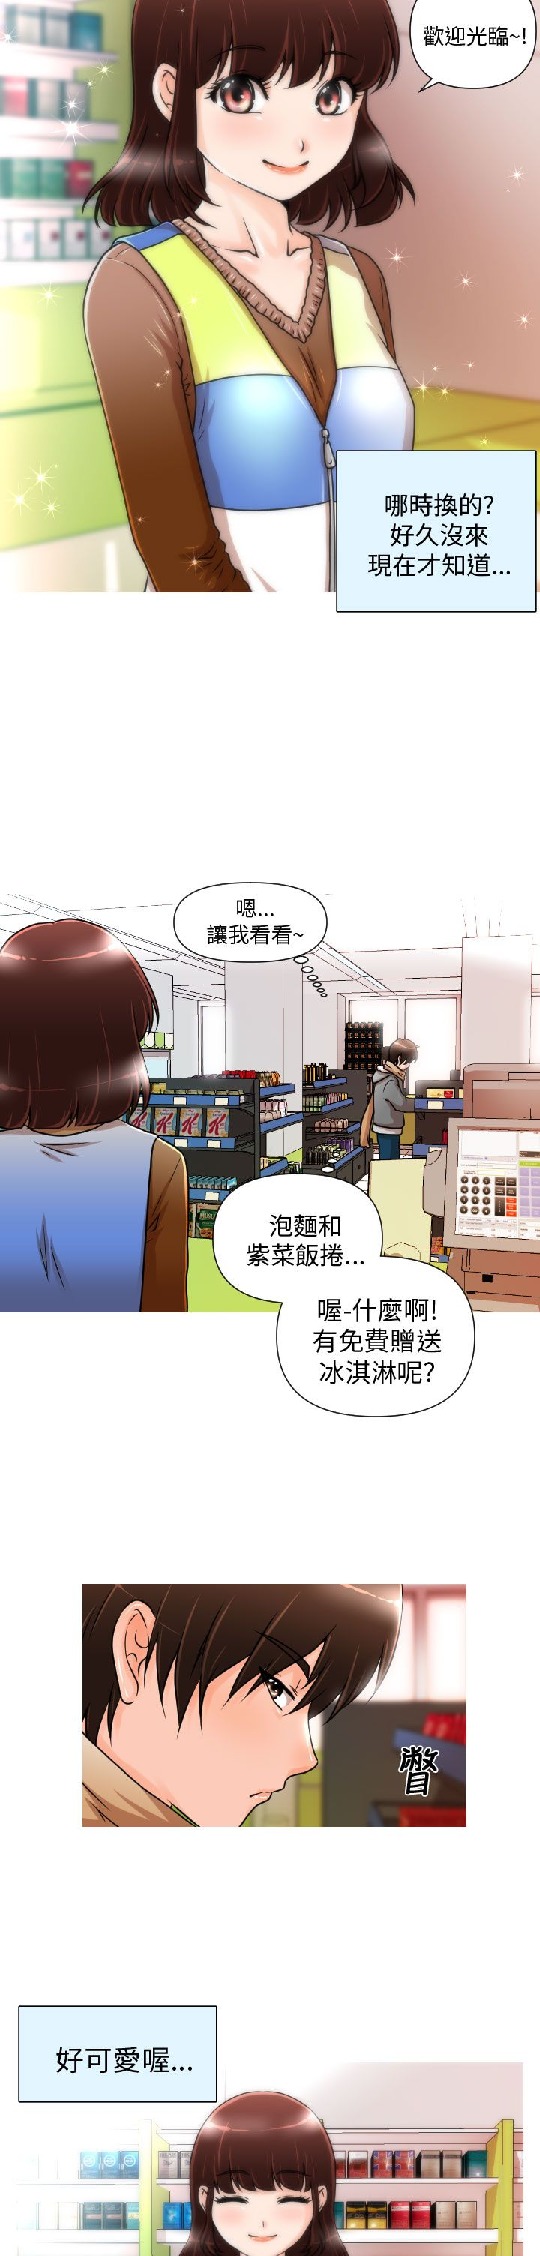 歡迎光臨~!
哪時換的?
好久沒來
現在才知道...
嗯...
讓我看看~
泡麵和
紫菜飯捲...
喔-什麼啊!
有免費贈送
冰淇淋呢?
瞥
好可愛喔...